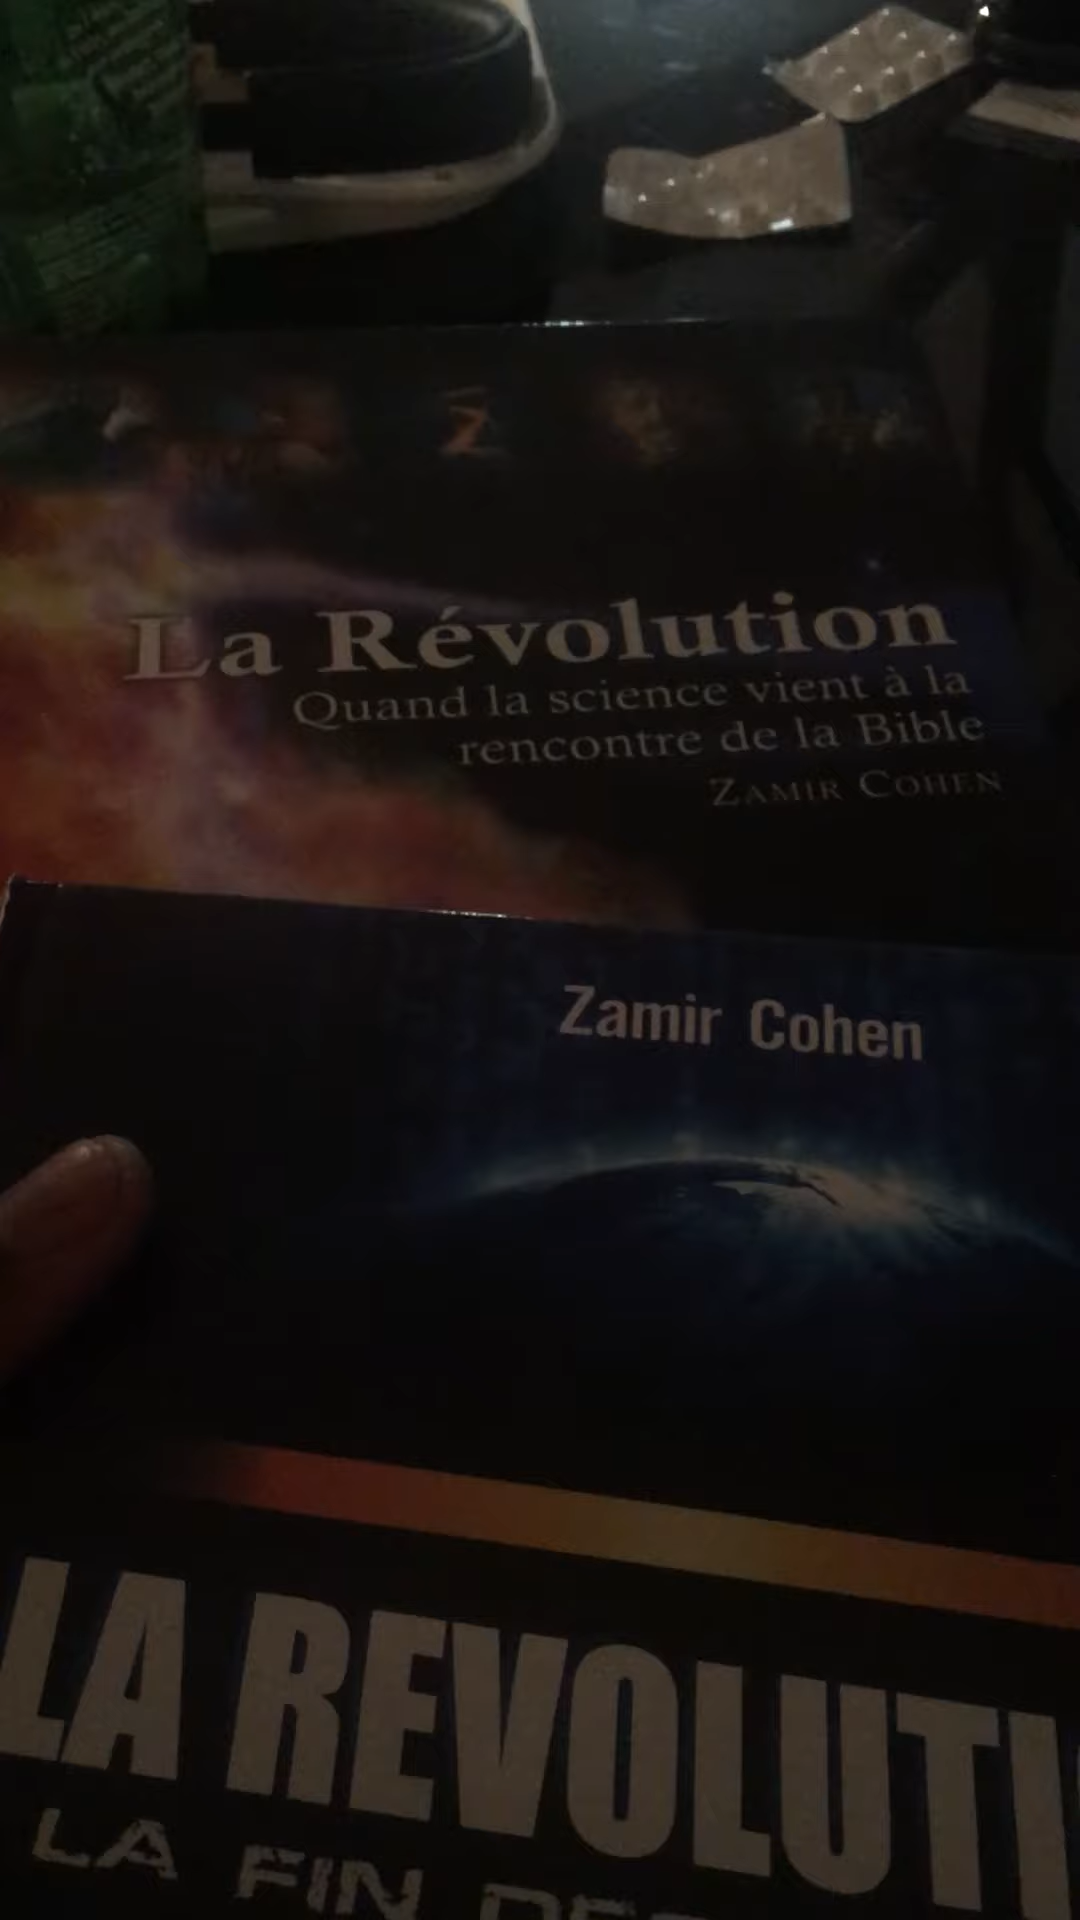 La Révolution
Quand la science vient à la
rencontre de la Bible
ZAMIR COHEN
Zamir Cohen
LA REVOLUTI
LA FIN